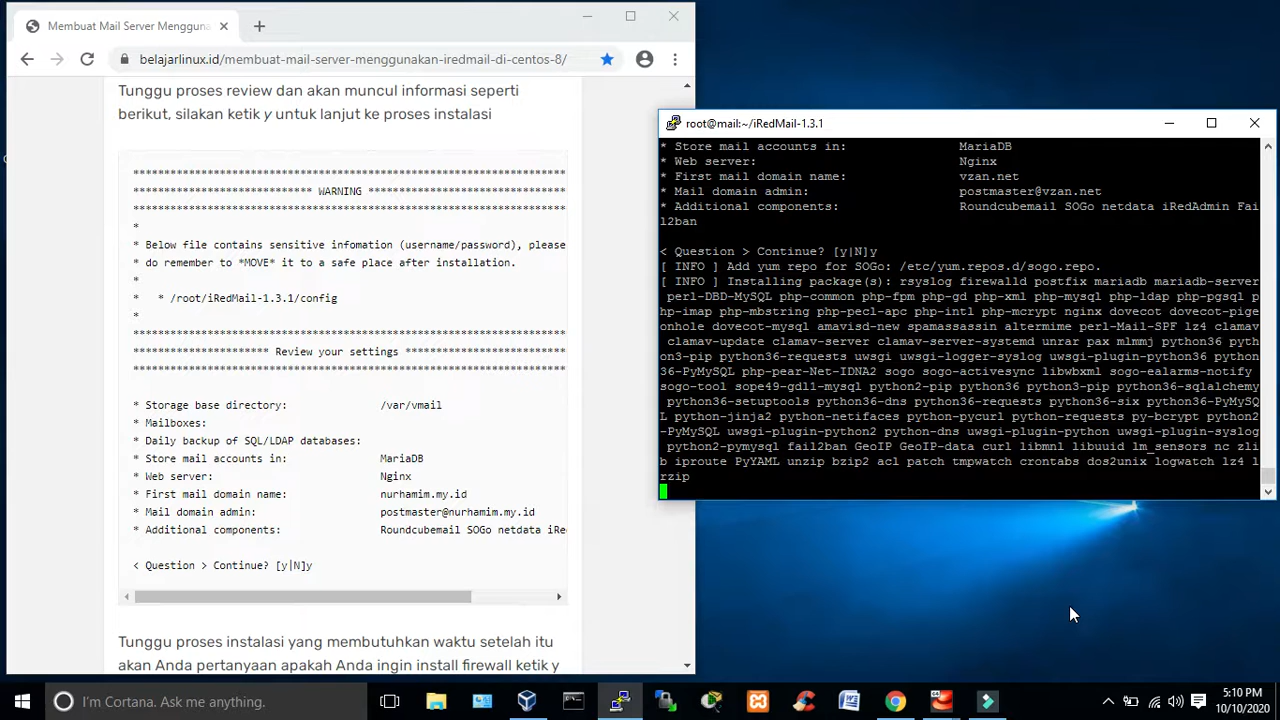 Membuat Mail Server Mengguna
belajarlinux.id/membuat-mail-server-menggunakan-iredmail-di-centos-8/
Tunggu proses review dan akan muncul informasi seperti
berikut, silakan ketik y untuk lanjut ke proses instalasi
****************************************************************
****************************** WARNING *****************************
****************************************************************
*
* Below file contains sensitive infomation (username/password), please
* do remember to *MOVE* it to a safe place after installation.
*
* * /root/iRedMail-1.3.1/config
*
****************************************************************
********************** Review your settings **************************
****************************************************************
* Storage base directory: /var/vmail
* Mailboxes:
* Daily backup of SQL/LDAP databases:
* Store mail accounts in: MariaDB
* Web server: Nginx
* First mail domain name: nurhamim.my.id
* Mail domain admin: postmaster@nurhamim.my.id
* Additional components: Roundcubemail SOGo netdata iRe
< Question > Continue? [y|N]y
Tunggu proses instalasi yang membutuhkan waktu setelah itu
akan Anda pertanyaan apakah Anda ingin install firewall ketik y
root@mail:~/iRedMail-1.3.1
* Store mail accounts in: MariaDB
* Web server: Nginx
* First mail domain name: vzan.net
* Mail domain admin: postmaster@vzan.net
* Additional components: Roundcubemail SOGo netdata iRedAdmin Fai
l2ban
< Question > Continue? [y|N]y
[ INFO ] Add yum repo for SOGo: /etc/yum.repos.d/sogo.repo.
[ INFO ] Installing package(s): rsyslog firewalld postfix mariadb mariadb-server
perl-DBD-MySQL php-common php-fpm php-gd php-xml php-mysql php-ldap php-pgsql p
hp-imap php-mbstring php-pecl-apc php-intl php-mcrypt nginx dovecot dovecot-pige
onhole dovecot-mysql amavisd-new spamassassin altermime perl-Mail-SPF lz4 clamav
clamav-update clamav-server clamav-server-systemd unrar pax mlmmj python36 pyth
on3-pip python36-requests uwsgi uwsgi-logger-syslog uwsgi-plugin-python36 python
36-PyMySQL php-pear-Net-IDNA2 sogo sogo-activesync libwbxml sogo-ealarms-notify
sogo-tool sope49-gdl1-mysql python2-pip python36 python3-pip python36-sqlalchemy
python36-setuptools python36-dns python36-requests python36-six python36-PyMySQ
L python-jinja2 python-netifaces python-pycurl python-requests py-bcrypt python2
-PyMySQL uwsgi-plugin-python2 python-dns uwsgi-plugin-python uwsgi-plugin-syslog
python2-pymysql fail2ban GeoIP GeoIP-data curl libmnl libuuid lm_sensors nc zli
b iproute PyYAML unzip bzip2 acl patch tmpwatch crontabs dos2unix logwatch lz4 l
rzip
I'm Cortana. Ask me anything.
5:10 PM
10/10/2020